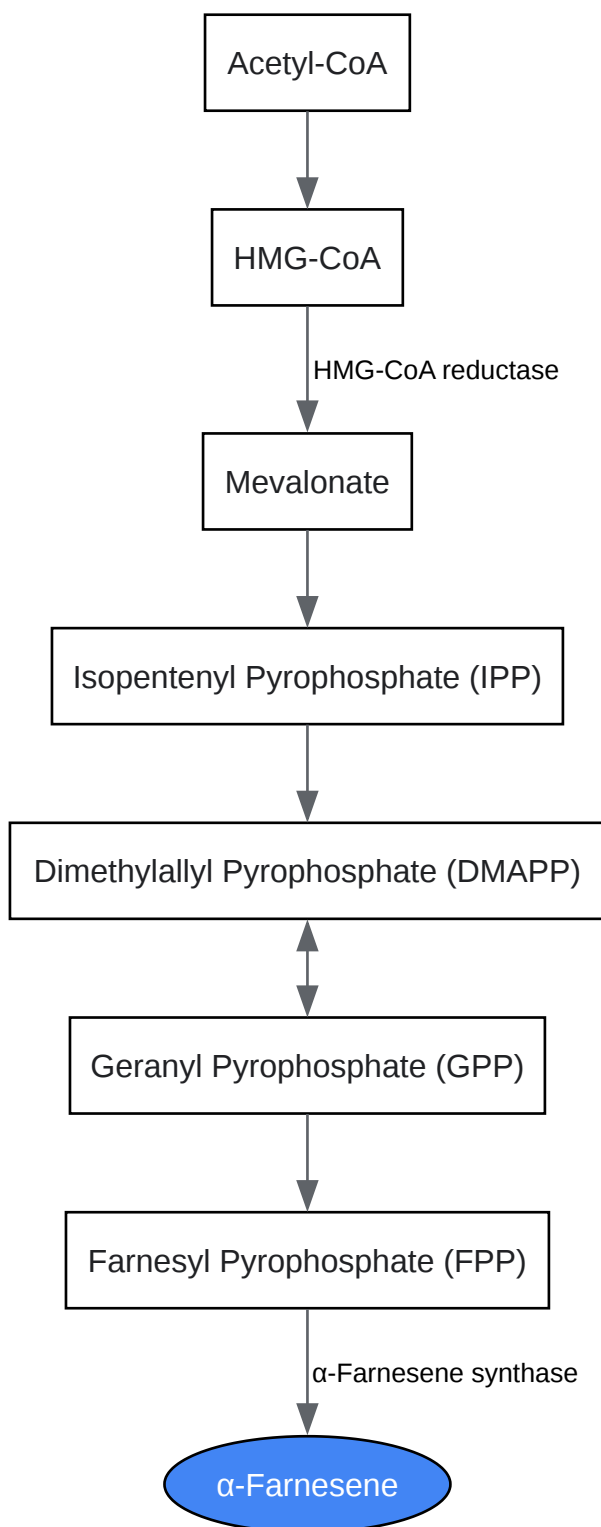 Acetyl-CoA
HMG-CoA
HMG-CoA reductase
Mevalonate
Isopentenyl Pyrophosphate (IPP)
Dimethylallyl Pyrophosphate (DMAPP)
Geranyl Pyrophosphate (GPP)
Farnesyl Pyrophosphate (FPP)
α-Farnesene synthase
α-Farnesene